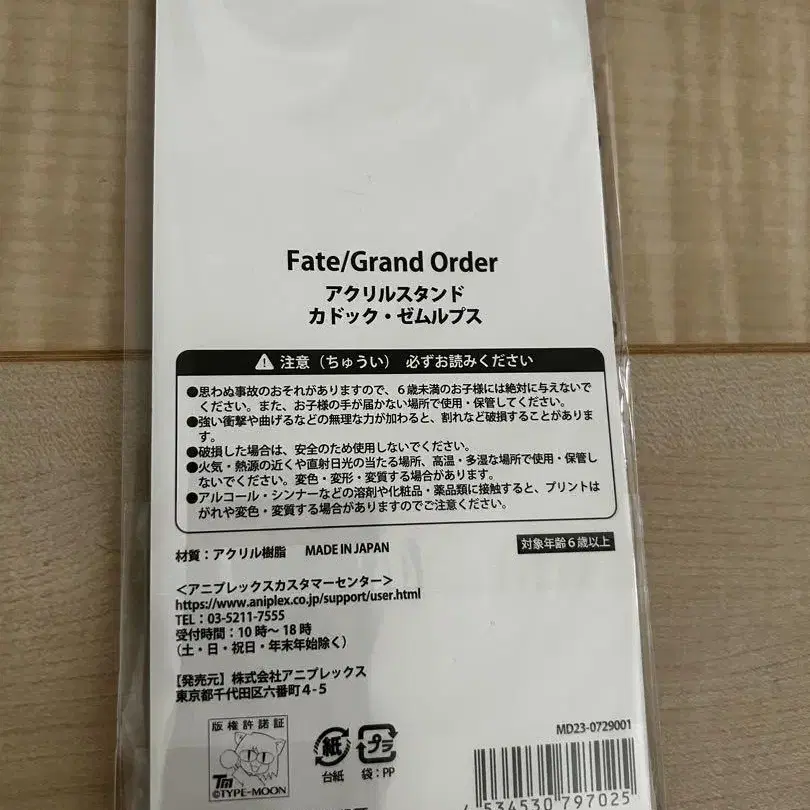 Fate/Grand Order
アクリルスタンド
カドック・ゼムルプス
注意（ちゅうい） 必ずお読みください
●思わぬ事故のおそれがありますので、６歳未満のお子様には絶対に与えないで
ください。また、お子様の手が届かない場所で使用・保管してください。
●強い衝撃や曲げるなどの無理な力が加わると、割れなど破損することがありま
す。
●破損した場合は、安全のため使用しないでください。
●火気・熱源の近くや直射日光の当たる場所、高温・多湿な場所で使用・保管し
ないでください。変色・変形・変質する場合があります。
●アルコール・シンナーなどの溶剤や化粧品・薬品類に接触すると、プリントは
がれや変色・変質する場合がありますのでご注意ください。
材質：アクリル樹脂 MADE IN JAPAN
対象年齢６歳以上
＜アニプレックスカスタマーセンター＞
https://www.aniplex.co.jp/support/user.html
TEL：03-5211-7555
受付時間：10時～18時
（土・日・祝日・年末年始除く）
【発売元】株式会社アニプレックス
東京都千代田区六番町４-５
版権許諾証
TM
©TYPE-MOON
紙
台紙
プラ
袋：PP
MD23-0729001
4 534530 797025